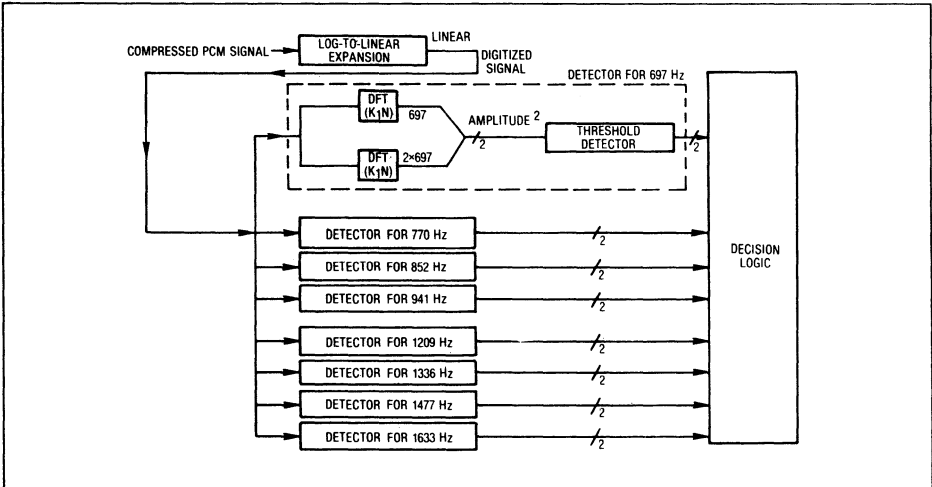 COMPRESSED PCM SIGNAL
LOG-TO-LINEAR
EXPANSION
LINEAR
DIGITIZED
SIGNAL
DETECTOR FOR 697 Hz
DFT
(K1N)
697
AMPLITUDE 2
2
THRESHOLD
DETECTOR
2
DFT
(K1N)
2×697
DETECTOR FOR 770 Hz
2
DETECTOR FOR 852 Hz
2
DETECTOR FOR 941 Hz
2
DETECTOR FOR 1209 Hz
2
DETECTOR FOR 1336 Hz
2
DETECTOR FOR 1477 Hz
2
DETECTOR FOR 1633 Hz
2
DECISION
LOGIC